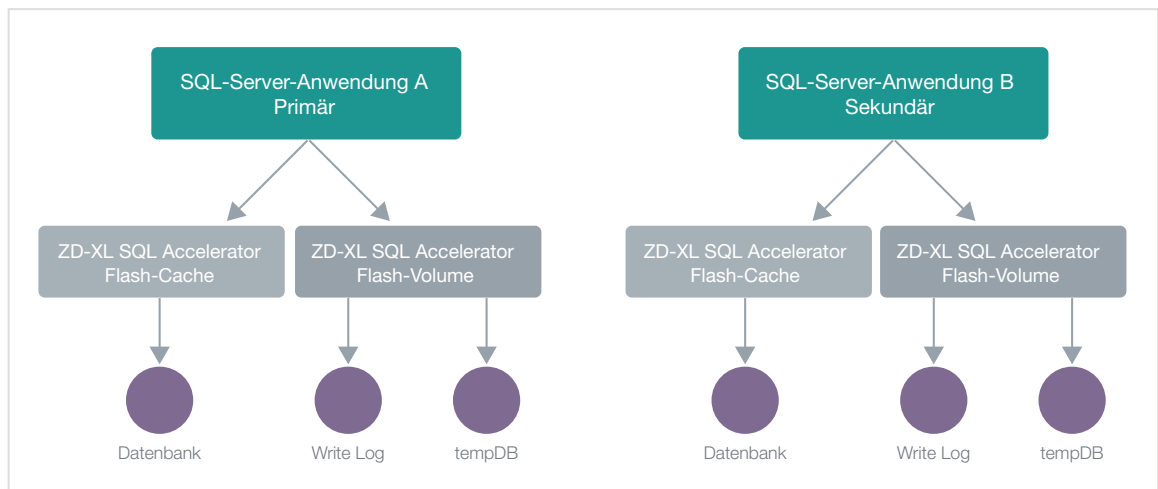 SQL-Server-Anwendung A
Primär
SQL-Server-Anwendung B
Sekundär
ZD-XL SQL Accelerator
Flash-Cache
ZD-XL SQL Accelerator
Flash-Volume
ZD-XL SQL Accelerator
Flash-Cache
ZD-XL SQL Accelerator
Flash-Volume
Datenbank
Write Log
tempDB
Datenbank
Write Log
tempDB